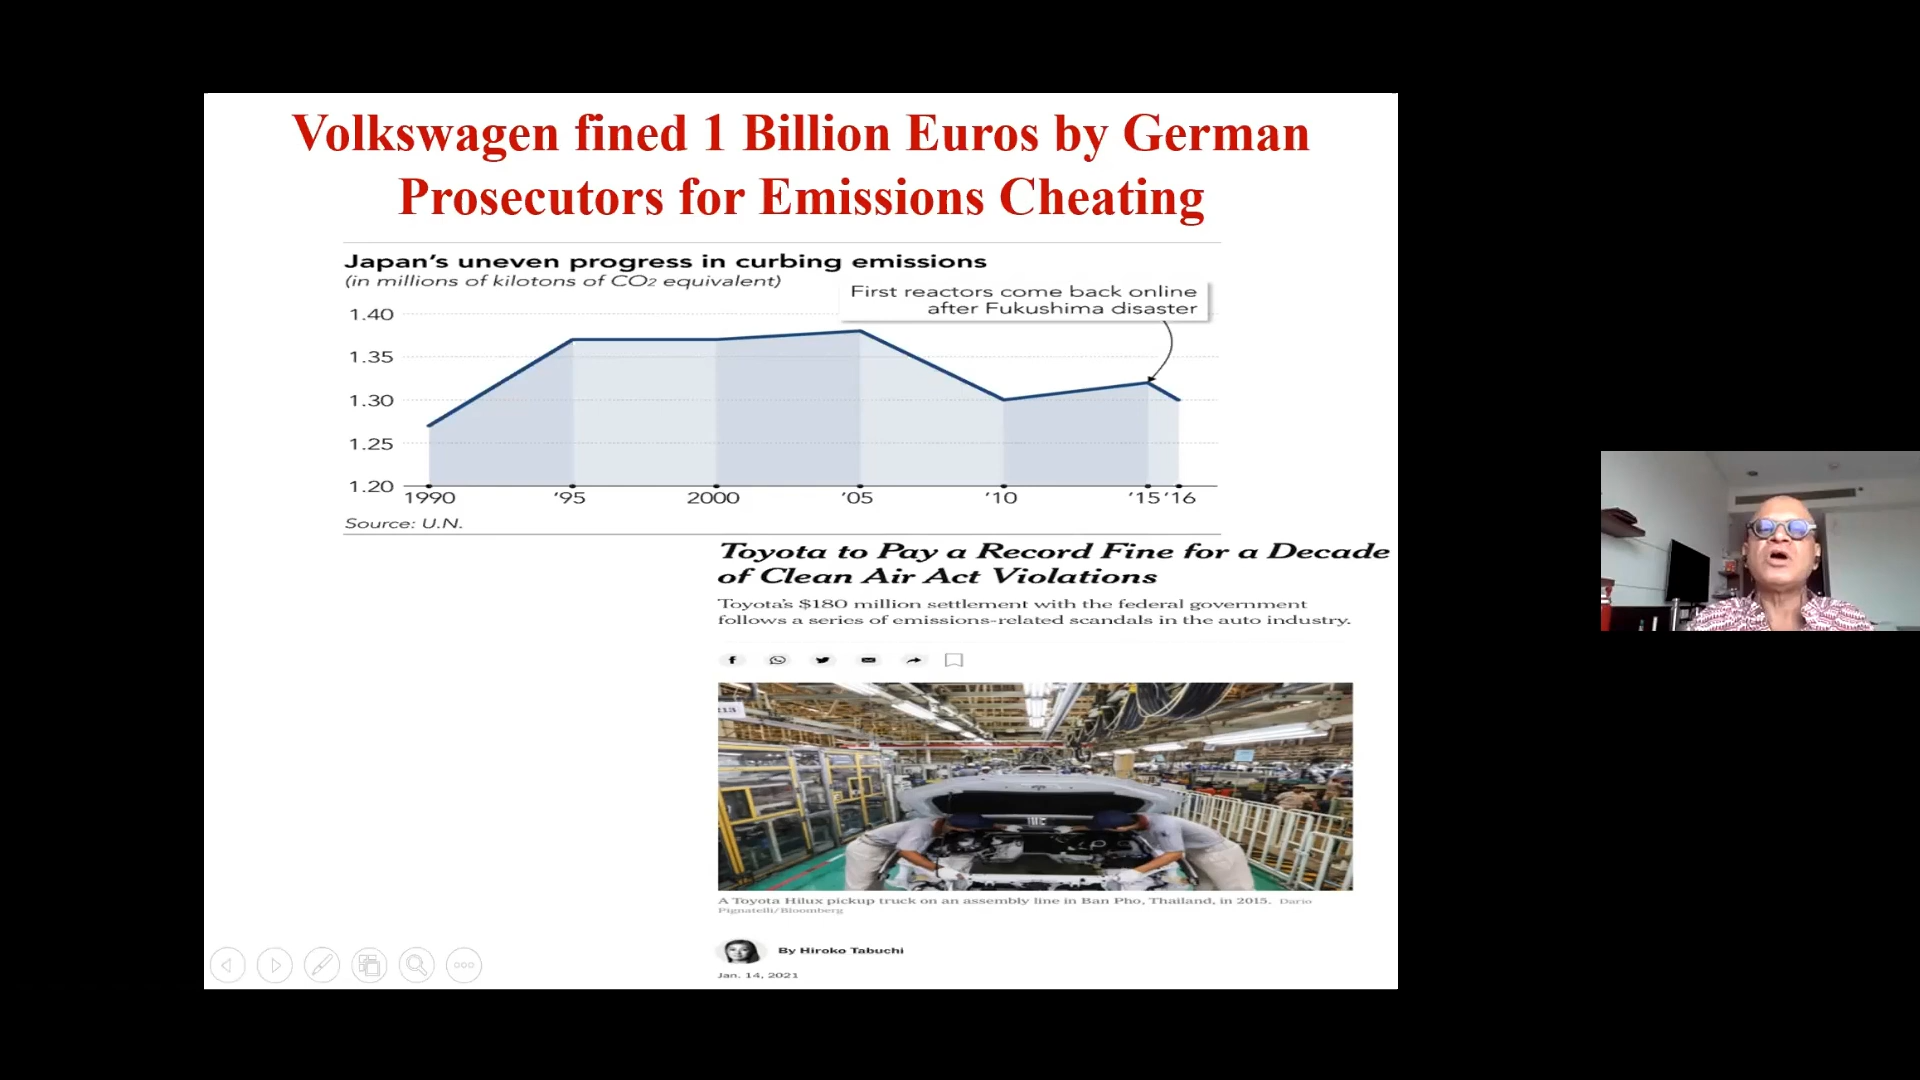 Volkswagen fined 1 Billion Euros by German
Prosecutors for Emissions Cheating
Japan's uneven progress in curbing emissions
(in millions of kilotons of CO2 equivalent)
First reactors come back online
after Fukushima disaster
1.40
1.35
1.30
1.25
1.20
1990 '95 2000 '05 '10 '15 '16
Source: U.N.
Toyota to Pay a Record Fine for a Decade
of Clean Air Act Violations
Toyota's $180 million settlement with the federal government
follows a series of emissions-related scandals in the auto industry.
A Toyota Hilux pickup truck on an assembly line in Ban Pho, Thailand, in 2015. Dario
Pignatelli/Bloomberg
By Hiroko Tabuchi
Jan. 14, 2021